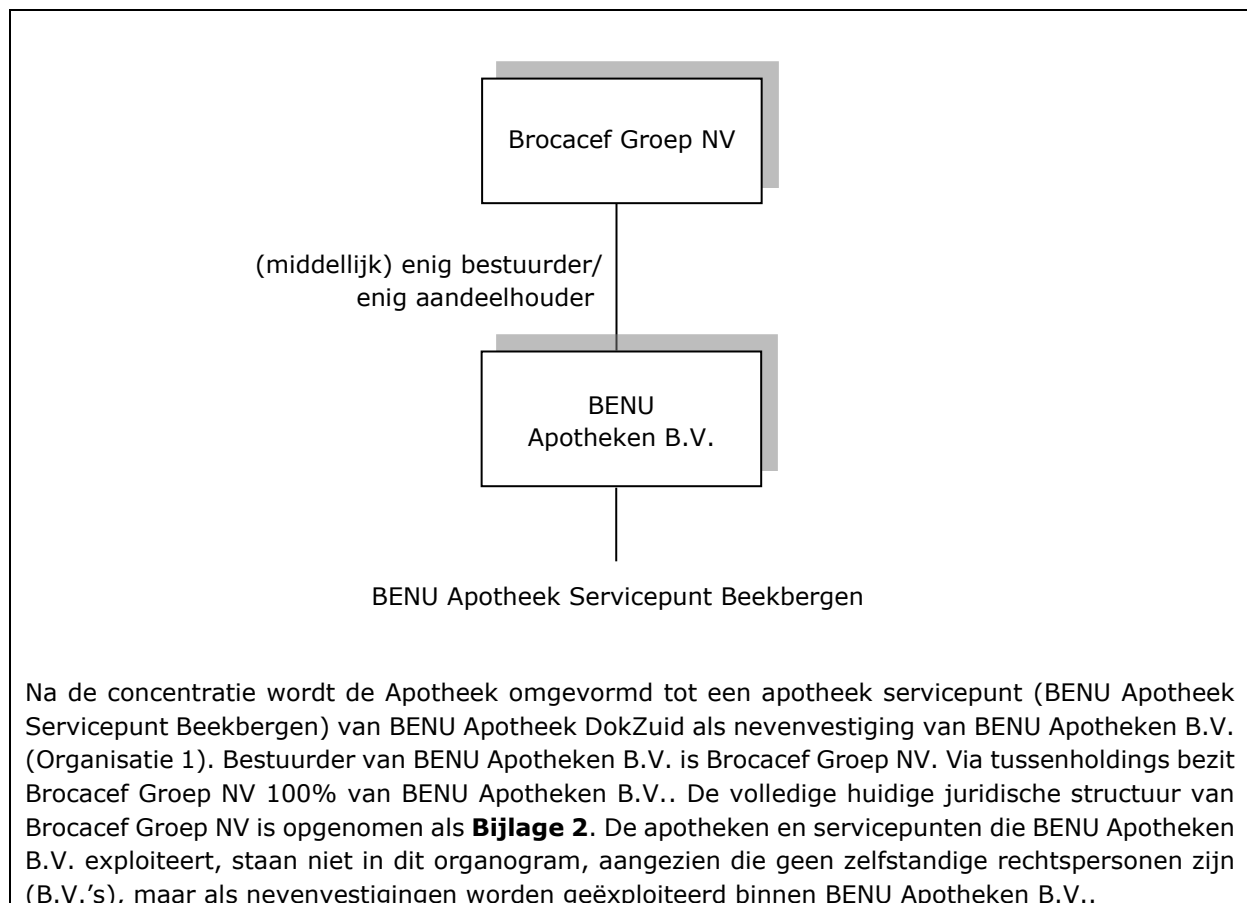 Brocacef Groep NV
(middellijk) enig bestuurder/
enig aandeelhouder
BENU
Apotheken B.V.
BENU Apotheek Servicepunt Beekbergen
Na de concentratie wordt de Apotheek omgevormd tot een apotheek servicepunt (BENU Apotheek
Servicepunt Beekbergen) van BENU Apotheek DokZuid als nevenvestiging van BENU Apotheken B.V.
(Organisatie 1). Bestuurder van BENU Apotheken B.V. is Brocacef Groep NV. Via tussenholdings bezit
Brocacef Groep NV 100% van BENU Apotheken B.V.. De volledige huidige juridische structuur van
Brocacef Groep NV is opgenomen als Bijlage 2. De apotheken en servicepunten die BENU Apotheken
B.V. exploiteert, staan niet in dit organogram, aangezien die geen zelfstandige rechtspersonen zijn
(B.V.'s), maar als nevenvestigingen worden geëxploiteerd binnen BENU Apotheken B.V..